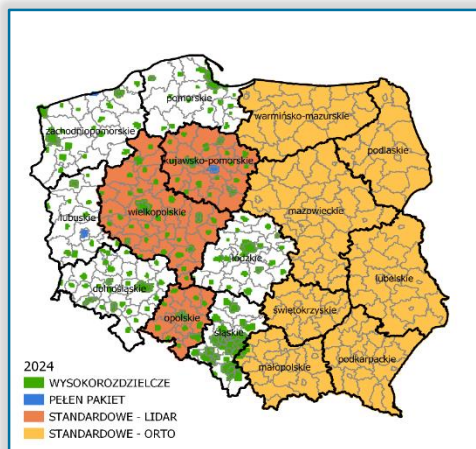 pomorskie
warmińsko-mazurskie
zachodniopomorskie
podlaskie
kujawsko-pomorskie
mazowieckie
wielkopolskie
lubuskie
łódzkie
lubelskie
dolnośląskie
świętokrzyskie
opolskie
śląskie
podkarpackie
małopolskie
2024
WYSOKOROZDZIELCZE
PEŁEN PAKIET
STANDARDOWE - LIDAR
STANDARDOWE - ORTO